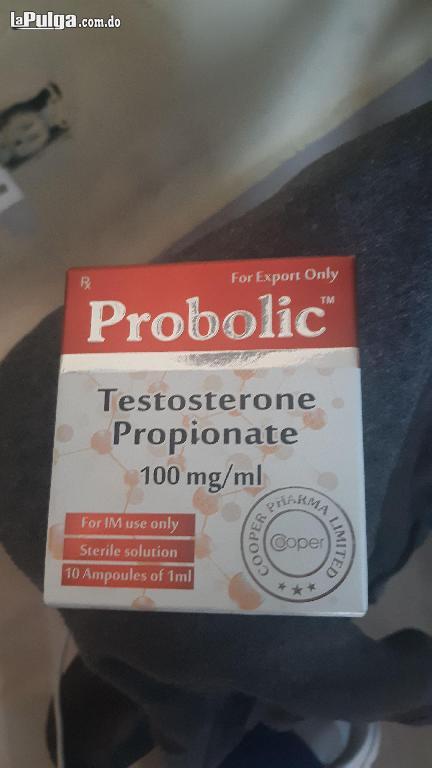 laPulga.com.do
Rx
For Export Only
Probolic™
Testosterone
Propionate
100 mg/ml
For IM use only
Sterile solution
10 Ampoules of 1ml
COOPER PHARMA LIMITED
Cooper